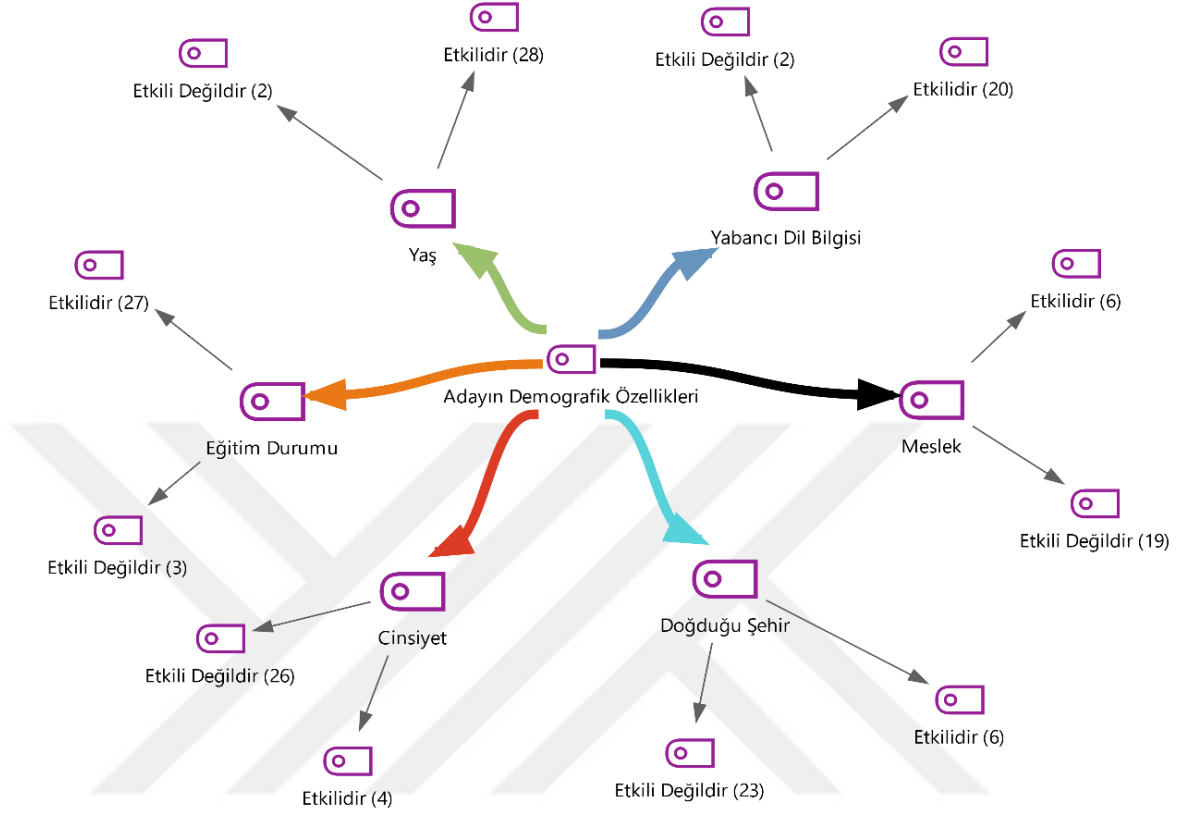 Etkilidir (28)
Etkili Değildir (2)
Etkili Değildir (2)
Etkilidir (20)
Yaş
Yabancı Dil Bilgisi
Etkilidir (27)
Etkilidir (6)
Adayın Demografik Özellikleri
Eğitim Durumu
Meslek
Etkili Değildir (3)
Etkili Değildir (19)
Cinsiyet
Doğduğu Şehir
Etkili Değildir (26)
Etkilidir (6)
Etkilidir (4)
Etkili Değildir (23)